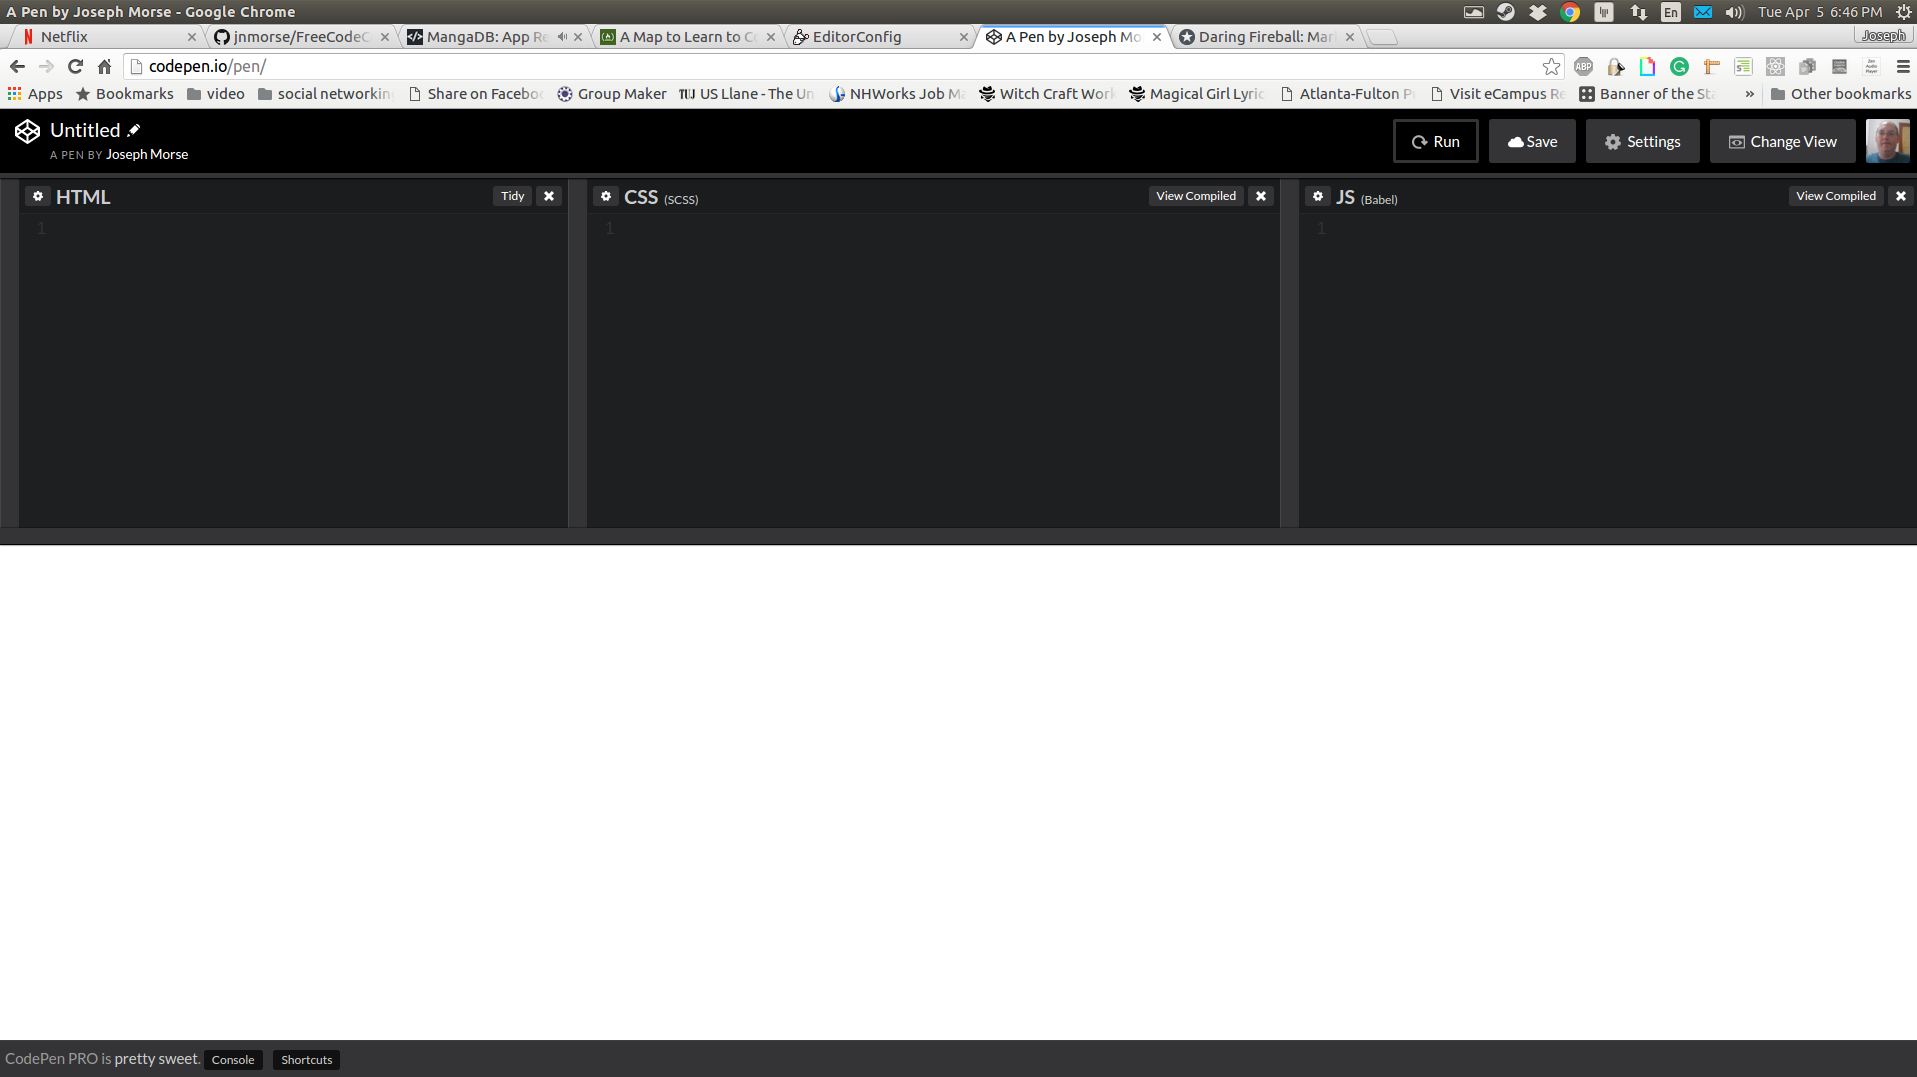 A Pen by Joseph Morse - Google Chrome
En
Tue Apr 5 6:46 PM
Netflix
jnmorse/FreeCodeC
MangaDB: App Re
A Map to Learn to Co
EditorConfig
A Pen by Joseph Mo
Daring Fireball: Mar
Joseph
codepen.io/pen/
ABP
Apps
Bookmarks
video
social networkin
Share on Facebo
Group Maker
US Llane - The Un
NHWorks Job Ma
Witch Craft Work
Magical Girl Lyric
Atlanta-Fulton P
Visit eCampus Re
Banner of the Sta
»
Other bookmarks
Untitled
A PEN BY Joseph Morse
Run
Save
Settings
Change View
HTML
Tidy
CSS (SCSS)
View Compiled
JS (Babel)
View Compiled
1
1
1
CodePen PRO is pretty sweet.
Console
Shortcuts